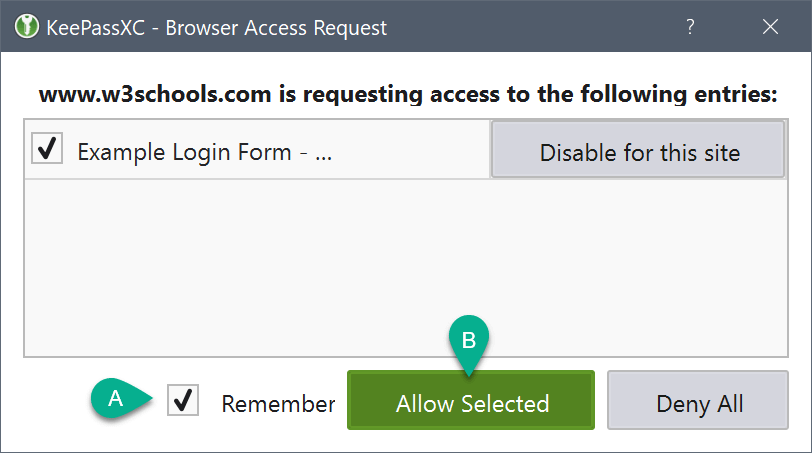 KeePassXC - Browser Access Request
?
www.w3schools.com is requesting access to the following entries:
Example Login Form - ...
Disable for this site
B
A
Remember
Allow Selected
Deny All